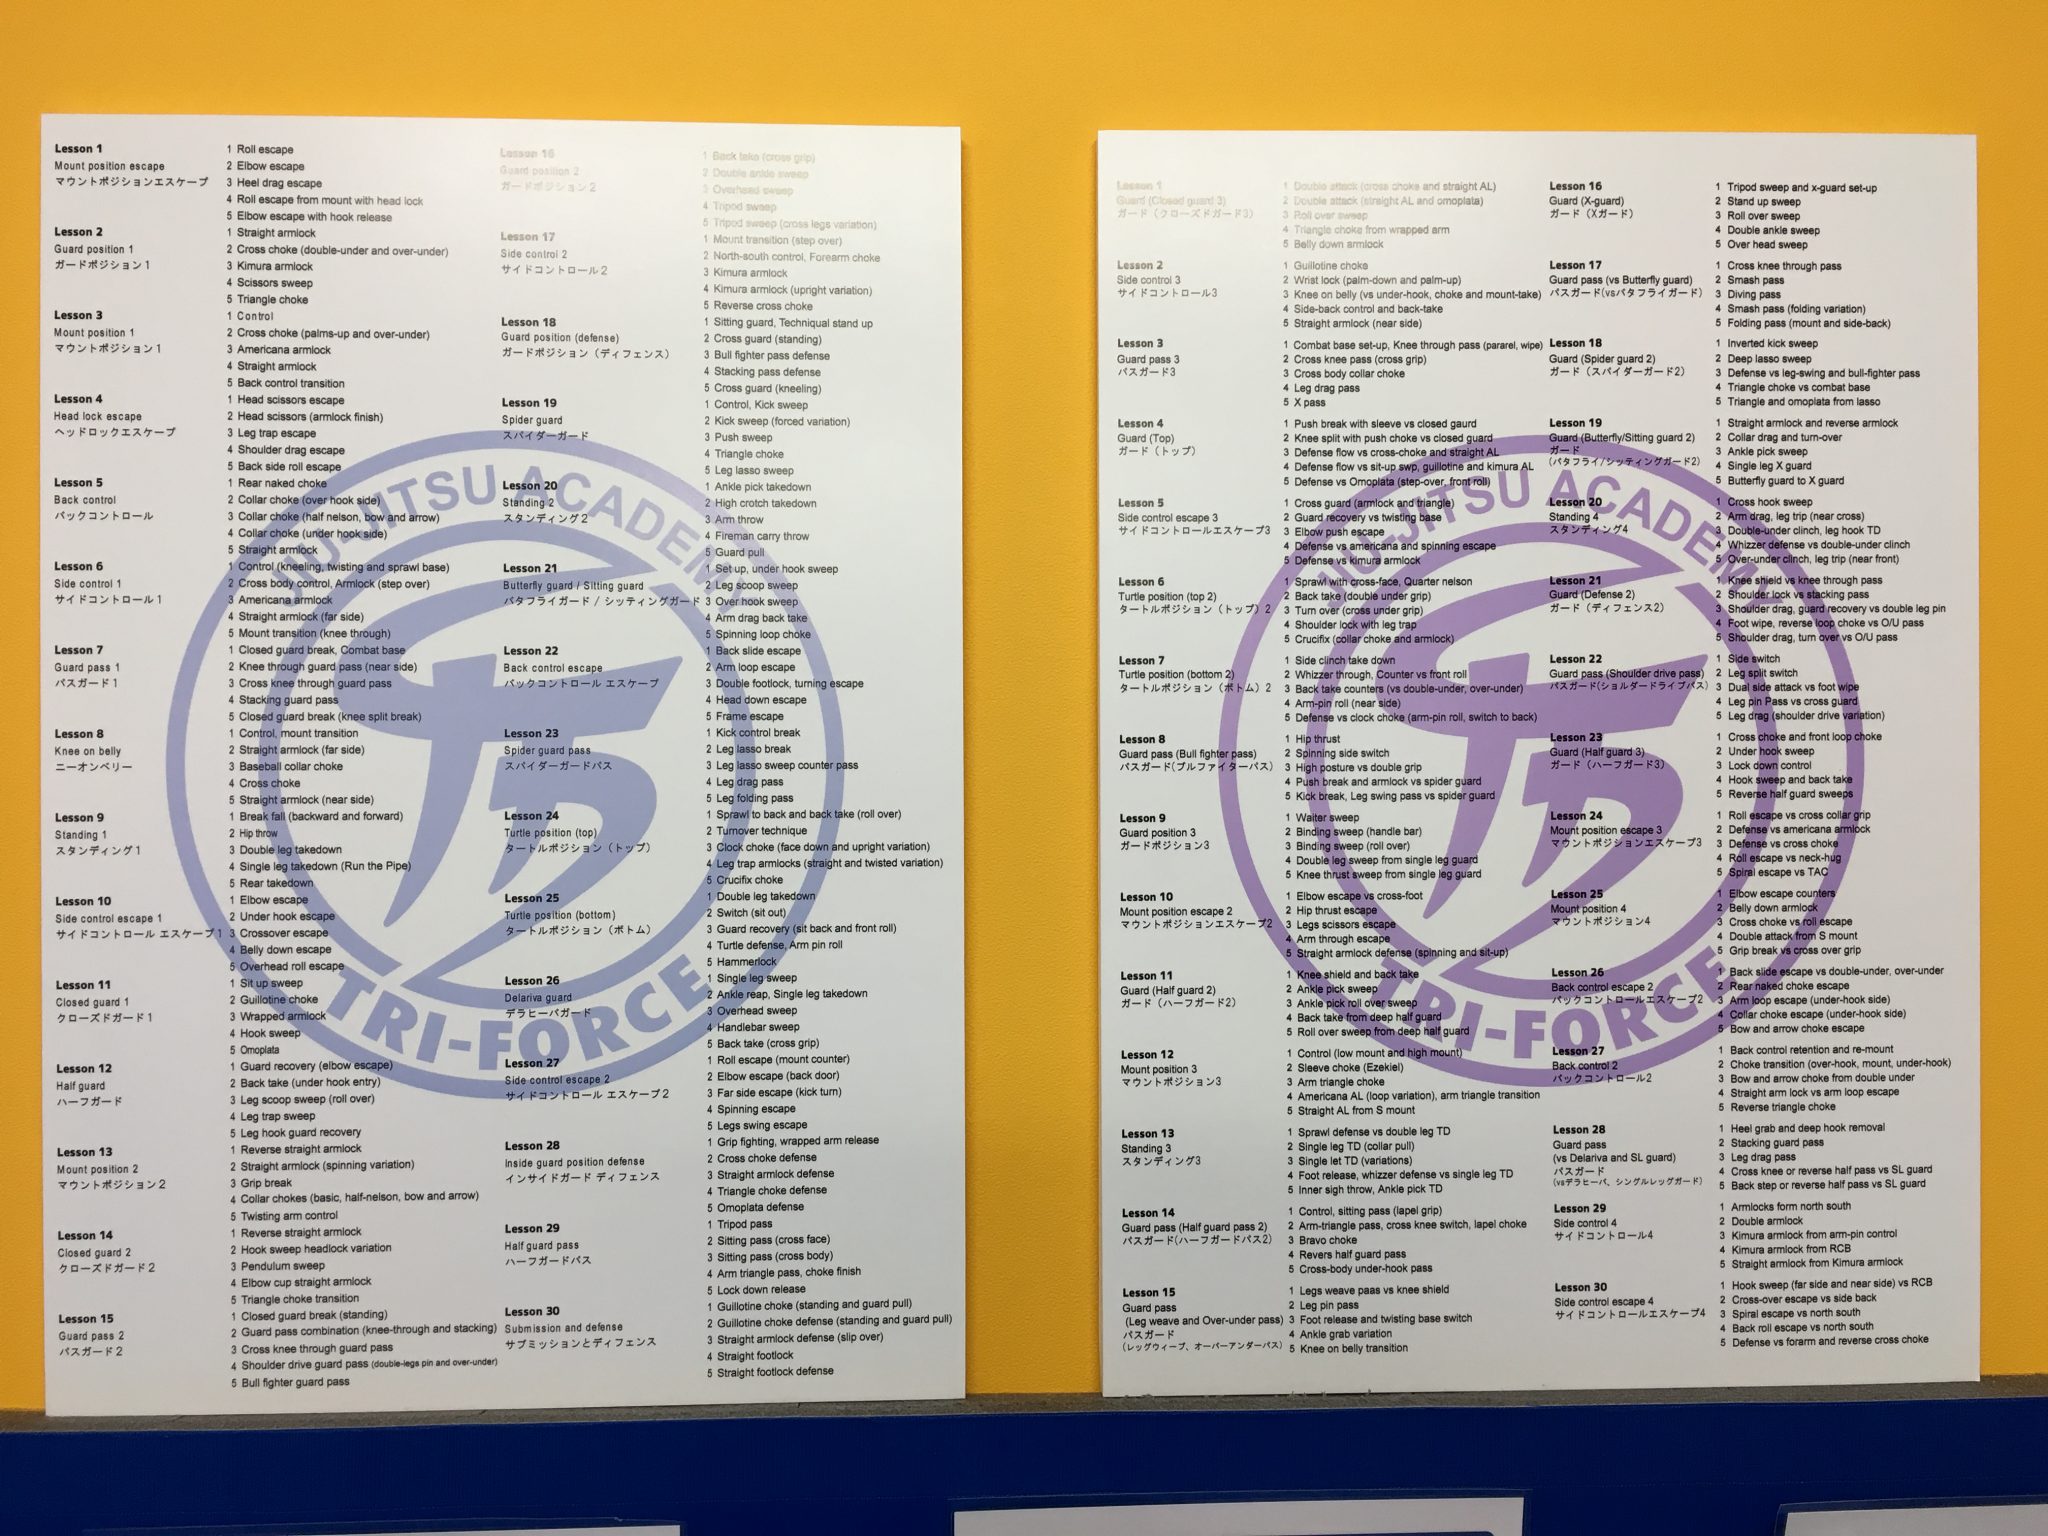 Lesson 1
Mount position escape
マウントポジションエスケープ
1 Roll escape
2 Elbow escape
3 Heel drag escape
4 Roll escape from mount with head lock
5 Elbow escape with hook release
Lesson 2
Guard position 1
ガードポジション1
1 Straight armlock
2 Cross choke (double-under and over-under)
3 Kimura armlock
4 Scissors sweep
5 Triangle choke
Lesson 3
Mount position 1
マウントポジション1
1 Control
2 Cross choke (palms-up and over-under)
3 Americana armlock
4 Straight armlock
5 Back control transition
Lesson 4
Head lock escape
ヘッドロックエスケープ
1 Head scissors escape
2 Head scissors (armlock finish)
3 Leg trap escape
4 Shoulder drag escape
5 Back side roll escape
Lesson 5
Back control
バックコントロール
1 Rear naked choke
2 Collar choke (over hook side)
3 Collar choke (half nelson, bow and arrow)
4 Collar choke (under hook side)
5 Straight armlock
Lesson 6
Side control 1
サイドコントロール1
1 Control (kneeling, twisting and sprawl base)
2 Cross body control, Armlock (step over)
3 Americana armlock
4 Straight armlock (far side)
5 Mount transition (knee through)
Lesson 7
Guard pass 1
パスガード1
1 Closed guard break, Combat base
2 Knee through guard pass (near side)
3 Cross knee through guard pass
4 Stacking guard pass
5 Closed guard break (knee split break)
Lesson 8
Knee on belly
ニーオンベリー
1 Control, mount transition
2 Straight armlock (far side)
3 Baseball collar choke
4 Cross choke
5 Straight armlock (near side)
Lesson 9
Standing 1
スタンディング1
1 Break fall (backward and forward)
2 Hip throw
3 Double leg takedown
4 Single leg takedown (Run the Pipe)
5 Rear takedown
Lesson 10
Side control escape 1
サイドコントロール エスケープ1
1 Elbow escape
2 Under hook escape
3 Crossover escape
4 Belly down escape
5 Overhead roll escape
Lesson 11
Closed guard 1
クローズドガード1
1 Sit up sweep
2 Guillotine choke
3 Wrapped armlock
4 Hook sweep
5 Omoplata
Lesson 12
Half guard
ハーフガード
1 Guard recovery (elbow escape)
2 Back take (under hook entry)
3 Leg scoop sweep (roll over)
4 Leg trap sweep
5 Leg hook guard recovery
Lesson 13
Mount position 2
マウントポジション2
1 Reverse straight armlock
2 Straight armlock (spinning variation)
3 Grip break
4 Collar chokes (basic, half-nelson, bow and arrow)
5 Twisting arm control
Lesson 14
Closed guard 2
クローズドガード2
1 Reverse straight armlock
2 Hook sweep headlock variation
3 Pendulum sweep
4 Elbow cup straight armlock
5 Triangle choke transition
Lesson 15
Guard pass 2
パスガード2
1 Closed guard break (standing)
2 Guard pass combination (knee-through and stacking)
3 Cross knee through guard pass
4 Shoulder drive guard pass (double-legs pin and over-under)
5 Bull fighter guard pass
Lesson 16
Guard position 2
ガードポジション2
1 Back take (cross grip)
2 Double ankle sweep
3 Overhead sweep
4 Tripod sweep
5 Tripod sweep (cross legs variation)
Lesson 17
Side control 2
サイドコントロール2
1 Mount transition (step over)
2 North-south control, Forearm choke
3 Kimura armlock
4 Kimura armlock (upright variation)
5 Reverse cross choke
Lesson 18
Guard position (defense)
ガードポジション（ディフェンス）
1 Sitting guard, Techniqual stand up
2 Cross guard (standing)
3 Bull fighter pass defense
4 Stacking pass defense
5 Cross guard (kneeling)
Lesson 19
Spider guard
スパイダーガード
1 Control, Kick sweep
2 Kick sweep (forced variation)
3 Push sweep
4 Triangle choke
5 Leg lasso sweep
Lesson 20
Standing 2
スタンディング2
1 Ankle pick takedown
2 High crotch takedown
3 Arm throw
4 Fireman carry throw
5 Guard pull
Lesson 21
Butterfly guard / Sitting guard
バタフライガード / シッティングガード
1 Set up, under hook sweep
2 Leg scoop sweep
3 Over hook sweep
4 Arm drag back take
5 Spinning loop choke
Lesson 22
Back control escape
バックコントロール エスケープ
1 Back slide escape
2 Arm loop escape
3 Double footlock, turning escape
4 Head down escape
5 Frame escape
Lesson 23
Spider guard pass
スパイダーガードパス
1 Kick control break
2 Leg lasso break
3 Leg lasso sweep counter pass
4 Leg drag pass
5 Leg folding pass
Lesson 24
Turtle position (top)
タートルポジション（トップ）
1 Sprawl to back and back take (roll over)
2 Turnover technique
3 Clock choke (face down and upright variation)
4 Leg trap armlocks (straight and twisted variation)
5 Crucifix choke
Lesson 25
Turtle position (bottom)
タートルポジション（ボトム）
1 Double leg takedown
2 Switch (sit out)
3 Guard recovery (sit back and front roll)
4 Turtle defense, Arm pin roll
5 Hammerlock
Lesson 26
Delariva guard
デラヒーバガード
1 Single leg sweep
2 Ankle reap, Single leg takedown
3 Overhead sweep
4 Handlebar sweep
5 Back take (cross grip)
Lesson 27
Side control escape 2
サイドコントロール エスケープ2
1 Roll escape (mount counter)
2 Elbow escape (back door)
3 Far side escape (kick turn)
4 Spinning escape
5 Legs swing escape
Lesson 28
Inside guard position defense
インサイドガード ディフェンス
1 Grip fighting, wrapped arm release
2 Cross choke defense
3 Straight armlock defense
4 Triangle choke defense
5 Omoplata defense
Lesson 29
Half guard pass
ハーフガードパス
1 Tripod pass
2 Sitting pass (cross face)
3 Sitting pass (cross body)
4 Arm triangle pass, choke finish
5 Lock down release
Lesson 30
Submission and defense
サブミッションとディフェンス
1 Guillotine choke (standing and guard pull)
2 Guillotine choke defense (standing and guard pull)
3 Straight armlock defense (slip over)
4 Straight footlock
5 Straight footlock defense
JIU-JITSU ACADEMY
TRI-FORCE
Lesson 1
Guard (Closed guard 3)
ガード（クローズドガード3）
1 Double attack (cross choke and straight AL)
2 Double attack (straight AL and omoplata)
3 Roll over sweep
4 Triangle choke from wrapped arm
5 Belly down armlock
Lesson 2
Side control 3
サイドコントロール3
1 Guillotine choke
2 Wrist lock (palm-down and palm-up)
3 Knee on belly (vs under-hook, choke and mount-take)
4 Side-back control and back-take
5 Straight armlock (near side)
Lesson 3
Guard pass 3
パスガード3
1 Combat base set-up, Knee through pass (pararel, wipe)
2 Cross knee pass (cross grip)
3 Cross body collar choke
4 Leg drag pass
5 X pass
Lesson 4
Guard (Top)
ガード（トップ）
1 Push break with sleeve vs closed gaurd
2 Knee split with push choke vs closed guard
3 Defense flow vs cross-choke and straight AL
4 Defense flow vs sit-up swp, guillotine and kimura AL
5 Defense vs Omoplata (step-over, front roll)
Lesson 5
Side control escape 3
サイドコントロールエスケープ3
1 Cross guard (armlock and triangle)
2 Guard recovery vs twisting base
3 Elbow push escape
4 Defense vs americana and spinning escape
5 Defense vs kimura armlock
Lesson 6
Turtle position (top 2)
タートルポジション（トップ）2
1 Sprawl with cross-face, Quarter nelson
2 Back take (double under grip)
3 Turn over (cross under grip)
4 Shoulder lock with leg trap
5 Crucifix (collar choke and armlock)
Lesson 7
Turtle position (bottom 2)
タートルポジション（ボトム）2
1 Side clinch take down
2 Whizzer through, Counter vs front roll
3 Back take counters (vs double-under, over-under)
4 Arm-pin roll (near side)
5 Defense vs clock choke (arm-pin roll, switch to back)
Lesson 8
Guard pass (Bull fighter pass)
パスガード(ブルファイターパス)
1 Hip thrust
2 Spinning side switch
3 High posture vs double grip
4 Push break and armlock vs spider guard
5 Kick break, Leg swing pass vs spider guard
Lesson 9
Guard position 3
ガードポジション3
1 Waiter sweep
2 Binding sweep (handle bar)
3 Binding sweep (roll over)
4 Double leg sweep from single leg guard
5 Knee thrust sweep from single leg guard
Lesson 10
Mount position escape 2
マウントポジションエスケープ2
1 Elbow escape vs cross-foot
2 Hip thrust escape
3 Legs scissors escape
4 Arm through escape
5 Straight armlock defense (spinning and sit-up)
Lesson 11
Guard (Half guard 2)
ガード（ハーフガード2）
1 Knee shield and back take
2 Ankle pick sweep
3 Ankle pick roll over sweep
4 Back take from deep half guard
5 Roll over sweep from deep half guard
Lesson 12
Mount position 3
マウントポジション3
1 Control (low mount and high mount)
2 Sleeve choke (Ezekiel)
3 Arm triangle choke
4 Americana AL (loop variation), arm triangle transition
5 Straight AL from S mount
Lesson 13
Standing 3
スタンディング3
1 Sprawl defense vs double leg TD
2 Single leg TD (collar pull)
3 Single let TD (variations)
4 Foot release, whizzer defense vs single leg TD
5 Inner sigh throw, Ankle pick TD
Lesson 14
Guard pass (Half guard pass 2)
パスガード(ハーフガードパス2)
1 Control, sitting pass (lapel grip)
2 Arm-triangle pass, cross knee switch, lapel choke
3 Bravo choke
4 Revers half guard pass
5 Cross-body under-hook pass
Lesson 15
Guard pass
(Leg weave and Over-under pass)
パスガード
（レッグウィーブ、オーバーアンダーパス）
1 Legs weave paas vs knee shield
2 Leg pin pass
3 Foot release and twisting base switch
4 Ankle grab variation
5 Knee on belly transition
Lesson 16
Guard (X-guard)
ガード（Xガード）
1 Tripod sweep and x-guard set-up
2 Stand up sweep
3 Roll over sweep
4 Double ankle sweep
5 Over head sweep
Lesson 17
Guard pass (vs Butterfly guard)
パスガード(vsバタフライガード)
1 Cross knee through pass
2 Smash pass
3 Diving pass
4 Smash pass (folding variation)
5 Folding pass (mount and side-back)
Lesson 18
Guard (Spider guard 2)
ガード（スパイダーガード2）
1 Inverted kick sweep
2 Deep lasso sweep
3 Defense vs leg-swing and bull-fighter pass
4 Triangle choke vs combat base
5 Triangle and omoplata from lasso
Lesson 19
Guard (Butterfly/Sitting guard 2)
ガード
(バタフライ/シッティングガード2)
1 Straight armlock and reverse armlock
2 Collar drag and turn-over
3 Ankle pick sweep
4 Single leg X guard
5 Butterfly guard to X guard
Lesson 20
Standing 4
スタンディング4
1 Cross hook sweep
2 Arm drag, leg trip (near cross)
3 Double-under clinch, leg hook TD
4 Whizzer defense vs double-under clinch
5 Over-under clinch, leg trip (near front)
Lesson 21
Guard (Defense 2)
ガード（ディフェンス2）
1 Knee shield vs knee through pass
2 Shoulder lock vs stacking pass
3 Shoulder drag, guard recovery vs double leg pin
4 Foot wipe, reverse loop choke vs O/U pass
5 Shoulder drag, turn over vs O/U pass
Lesson 22
Guard pass (Shoulder drive pass)
パスガード(ショルダードライブパス)
1 Side switch
2 Leg split switch
3 Dual side attack vs foot wipe
4 Leg pin Pass vs cross guard
5 Leg drag (shoulder drive variation)
Lesson 23
Guard (Half guard 3)
ガード（ハーフガード3）
1 Cross choke and front loop choke
2 Under hook sweep
3 Lock down control
4 Hook sweep and back take
5 Reverse half guard sweeps
Lesson 24
Mount position escape 3
マウントポジションエスケープ3
1 Roll escape vs cross collar grip
2 Defense vs americana armlock
3 Defense vs cross choke
4 Roll escape vs neck-hug
5 Spiral escape vs TAC
Lesson 25
Mount position 4
マウントポジション4
1 Elbow escape counters
2 Belly down armlock
3 Cross choke vs roll escape
4 Double attack from S mount
5 Grip break vs cross over grip
Lesson 26
Back control escape 2
バックコントロールエスケープ2
1 Back slide escape vs double-under, over-under
2 Rear naked choke escape
3 Arm loop escape (under-hook side)
4 Collar choke escape (under-hook side)
5 Bow and arrow choke escape
Lesson 27
Back control 2
バックコントロール2
1 Back control retention and re-mount
2 Choke transition (over-hook, mount, under-hook)
3 Bow and arrow choke from double under
4 Straight arm lock vs arm loop escape
5 Reverse triangle choke
Lesson 28
Guard pass
(vs Delariva and SL guard)
パスガード
(vsデラヒーバ、シングルレッグガード)
1 Heel grab and deep hook removal
2 Stacking guard pass
3 Leg drag pass
4 Cross knee or reverse half pass vs SL guard
5 Back step or reverse half pass vs SL guard
Lesson 29
Side control 4
サイドコントロール4
1 Armlocks form north south
2 Double armlock
3 Kimura armlock from arm-pin control
4 Kimura armlock from RCB
5 Straight armlock from Kimura armlock
Lesson 30
Side control escape 4
サイドコントロールエスケープ4
1 Hook sweep (far side and near side) vs RCB
2 Cross-over escape vs side back
3 Spiral escape vs north south
4 Back roll escape vs north south
5 Defense vs forarm and reverse cross choke
JIU-JITSU ACADEMY
TRI-FORCE